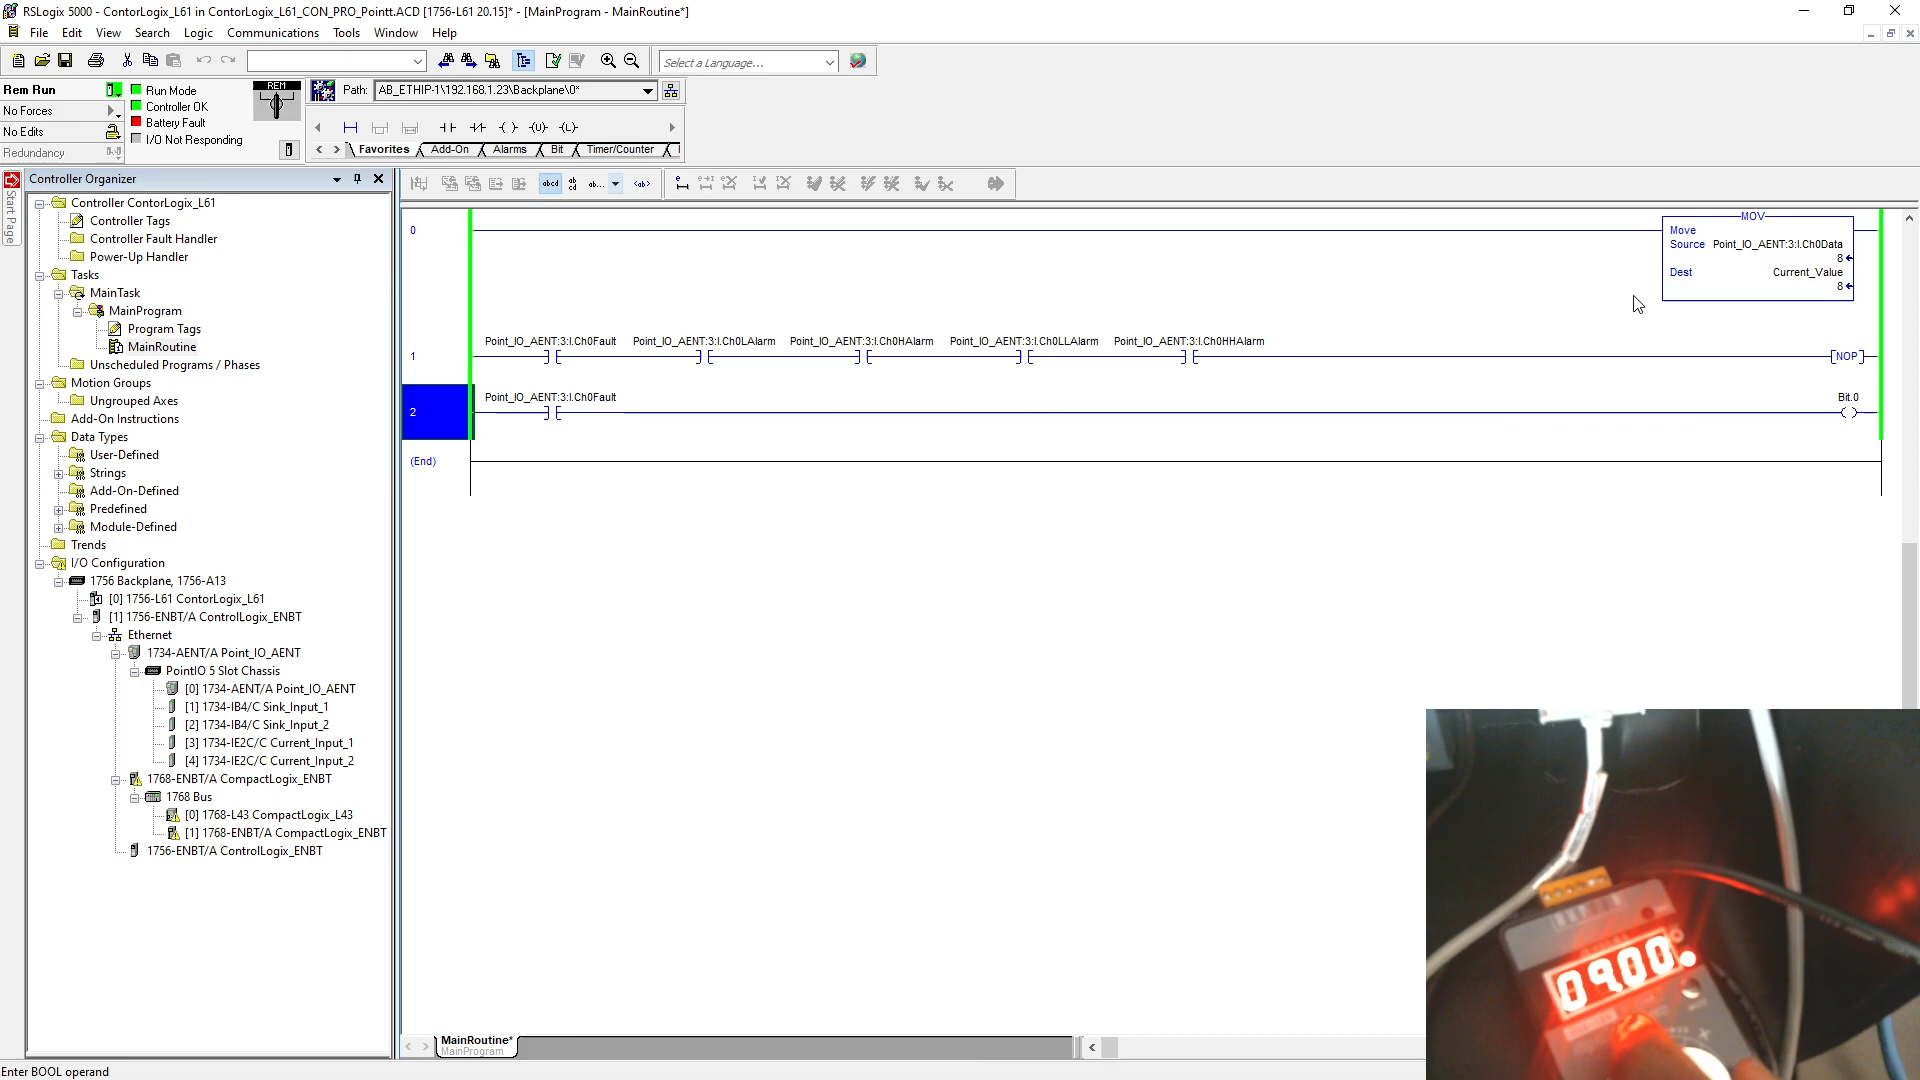 RSLogix 5000 - ContorLogix_L61 in ContorLogix_L61_CON_PRO_Pointt.ACD [1756-L61 20.15]* - [MainProgram - MainRoutine*]
File Edit View Search Logic Communications Tools Window Help
Select a Language...
Rem Run
No Forces
No Edits
Redundancy
Run Mode
Controller OK
Battery Fault
I/O Not Responding
REM
Path: AB_ETHIP-1\192.168.1.23\Backplane\0*
Favorites Add-On Alarms Bit Timer/Counter
Start Page
Controller Organizer
Controller ContorLogix_L61
Controller Tags
Controller Fault Handler
Power-Up Handler
Tasks
MainTask
MainProgram
Program Tags
MainRoutine
Unscheduled Programs / Phases
Motion Groups
Ungrouped Axes
Add-On Instructions
Data Types
User-Defined
Strings
Add-On-Defined
Predefined
Module-Defined
Trends
I/O Configuration
1756 Backplane, 1756-A13
[0] 1756-L61 ContorLogix_L61
[1] 1756-ENBT/A ControlLogix_ENBT
Ethernet
1734-AENT/A Point_IO_AENT
PointIO 5 Slot Chassis
[0] 1734-AENT/A Point_IO_AENT
[1] 1734-IB4/C Sink_Input_1
[2] 1734-IB4/C Sink_Input_2
[3] 1734-IE2C/C Current_Input_1
[4] 1734-IE2C/C Current_Input_2
1768-ENBT/A CompactLogix_ENBT
1768 Bus
[0] 1768-L43 CompactLogix_L43
[1] 1768-ENBT/A CompactLogix_ENBT
1756-ENBT/A ControlLogix_ENBT
0
MOV
Move
Source Point_IO_AENT:3:I.Ch0Data
8
Dest Current_Value
8
Point_IO_AENT:3:I.Ch0Fault Point_IO_AENT:3:I.Ch0LAlarm Point_IO_AENT:3:I.Ch0HAlarm Point_IO_AENT:3:I.Ch0LLAlarm Point_IO_AENT:3:I.Ch0HHAlarm
1 NOP
Point_IO_AENT:3:I.Ch0Fault Bit.0
2
(End)
MainRoutine*
MainProgram
Enter BOOL operand
09.00